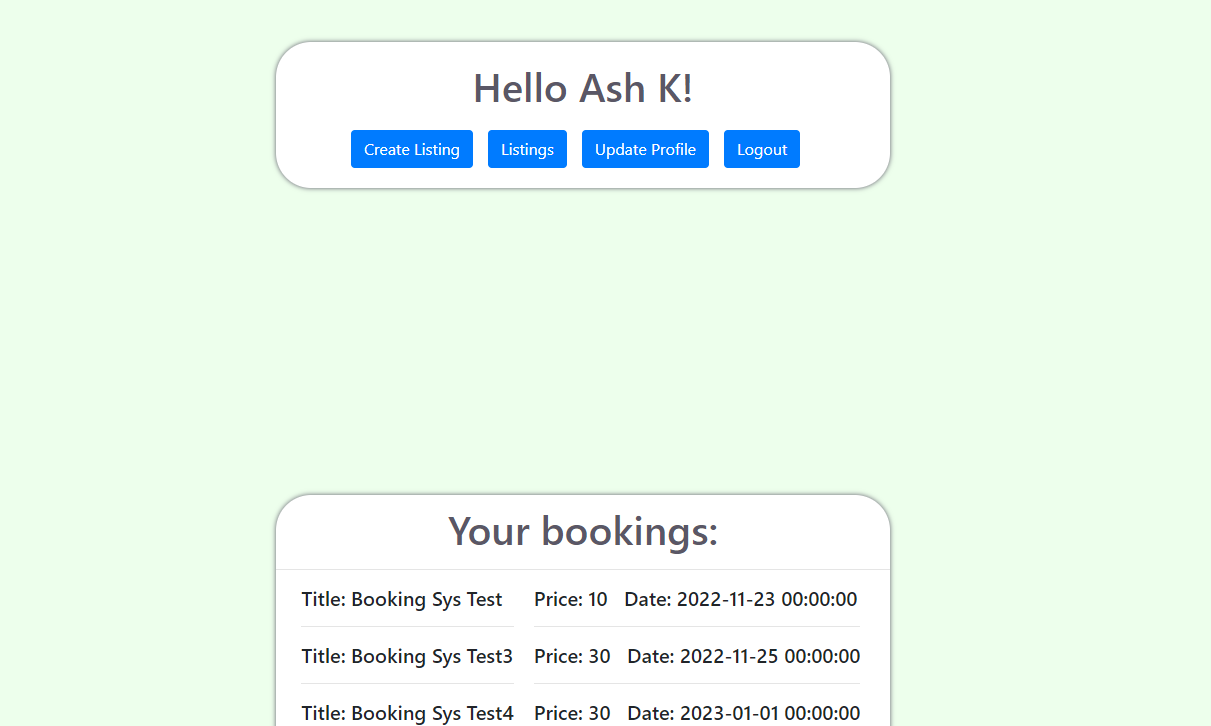 Hello Ash K!
Create Listing Listings Update Profile Logout
Your bookings:
Title: Booking Sys Test Price: 10 Date: 2022-11-23 00:00:00
Title: Booking Sys Test3 Price: 30 Date: 2022-11-25 00:00:00
Title: Booking Sys Test4 Price: 30 Date: 2023-01-01 00:00:00